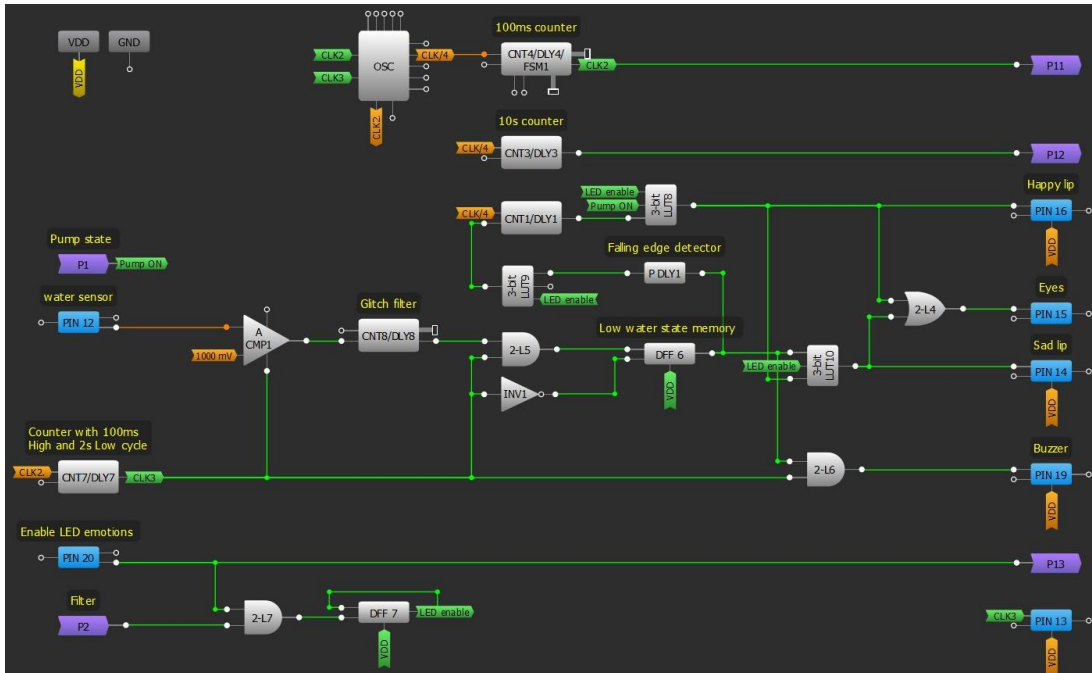 100ms counter
VDD
GND
VDD
CLK2
CLK3
OSC
CLK/4
CLK2
CNT4/DLY4/
FSM1
CLK2
P11
10s counter
CLK/4
CNT3/DLY3
P12
Happy lip
LED enable
Pump ON
3-bit
LUT8
CLK/4
CNT1/DLY1
PIN 16
VDD
Pump state
P1
Pump ON
Falling edge detector
3-bit
LUT9
P DLY1
LED enable
water sensor
PIN 12
Glitch filter
Eyes
2-L4
PIN 15
A
CMP1
1000 mV
CNT8/DLY8
Low water state memory
2-L5
DFF 6
VDD
LED enable
3-bit
LUT10
Sad lip
PIN 14
VDD
INV1
Counter with 100ms
High and 2s Low cycle
CLK2
CNT7/DLY7
CLK3
Buzzer
2-L6
PIN 19
VDD
Enable LED emotions
PIN 20
P13
Filter
P2
2-L7
DFF 7
LED enable
VDD
CLK3
PIN 13
VDD